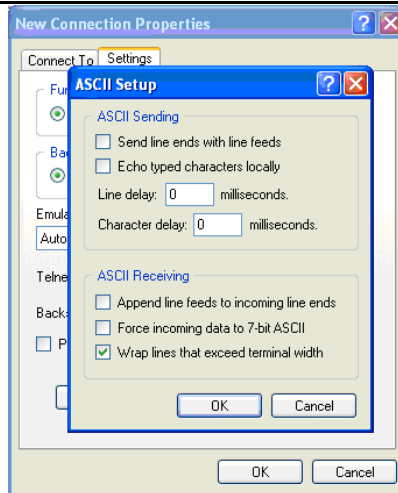 New Connection Properties
Connect To Settings
ASCII Setup
ASCII Sending
Send line ends with line feeds
Echo typed characters locally
Line delay: 0 milliseconds.
Character delay: 0 milliseconds.
Emula
Auto
Telne
ASCII Receiving
Append line feeds to incoming line ends
Back
Force incoming data to 7-bit ASCII
P
Wrap lines that exceed terminal width
OK Cancel
OK Cancel